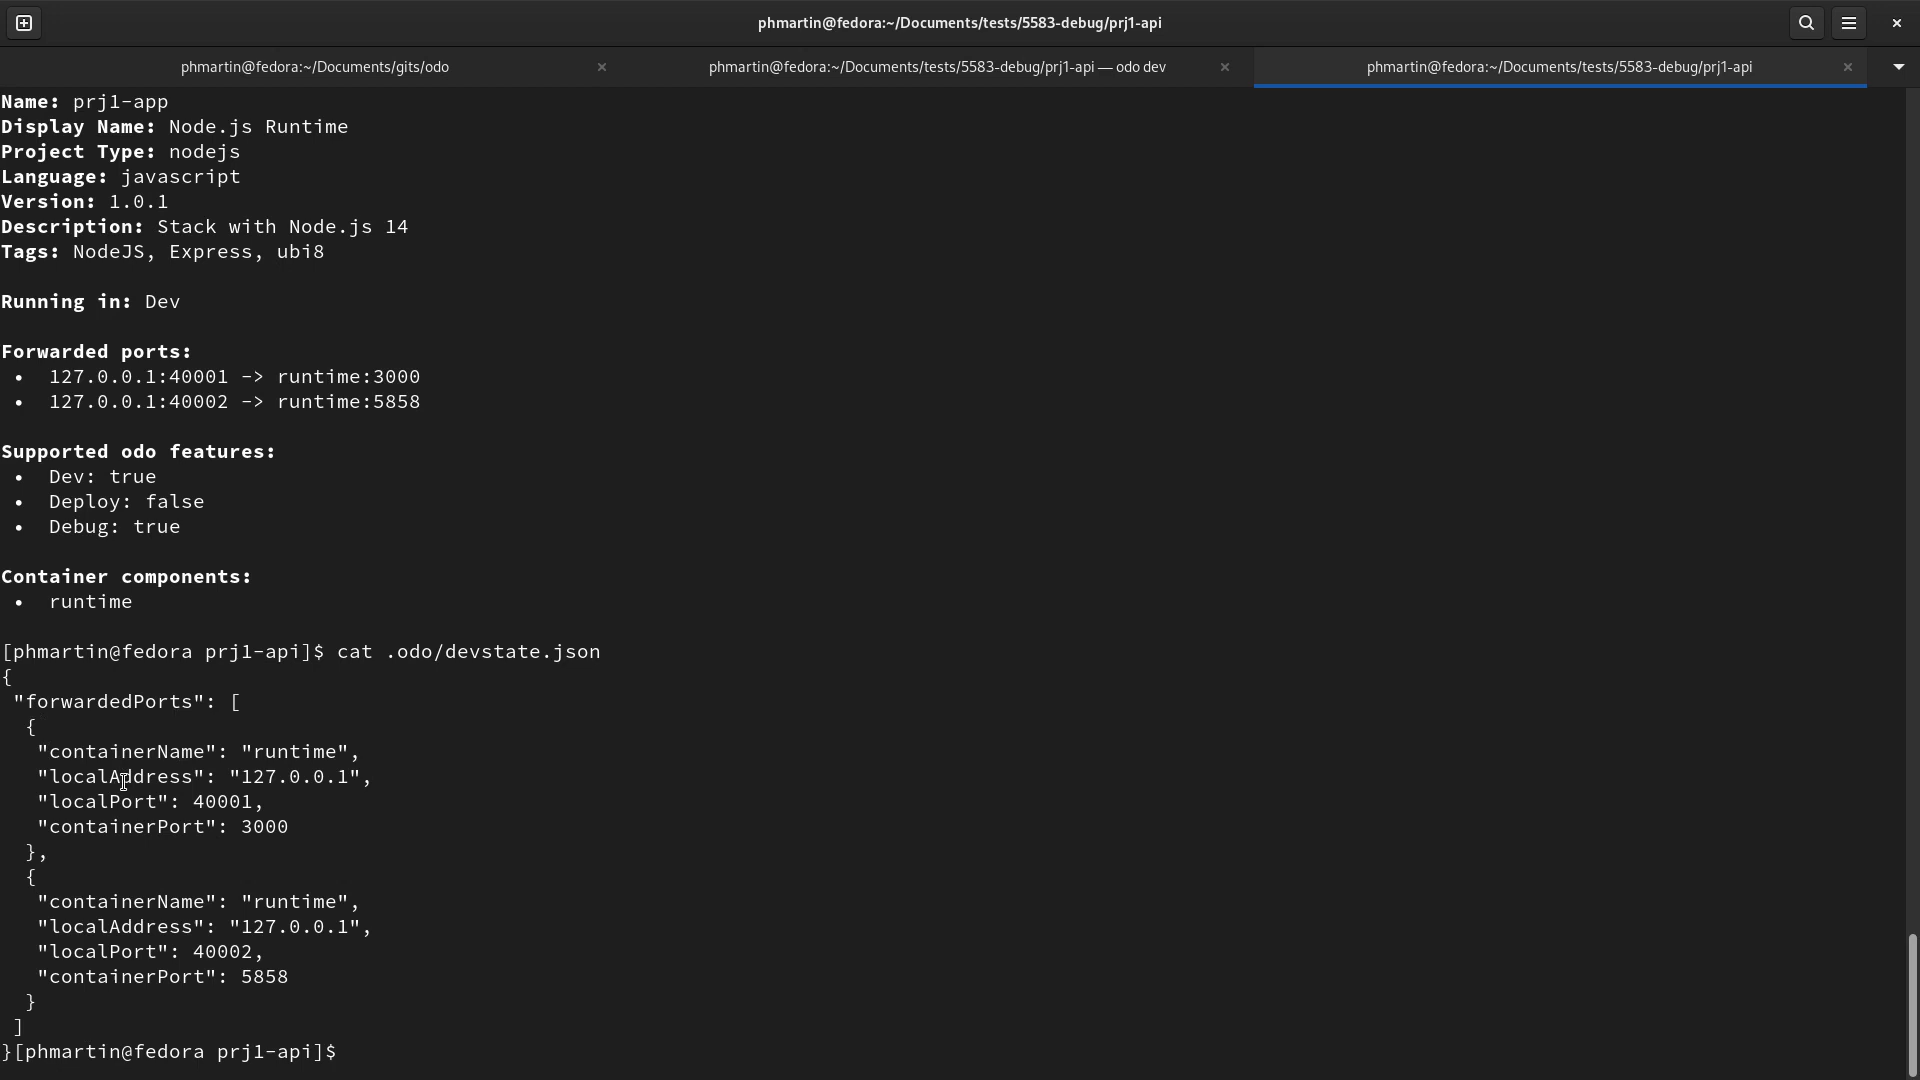 phmartin@fedora:~/Documents/tests/5583-debug/prj1-api
phmartin@fedora:~/Documents/gits/odo
phmartin@fedora:~/Documents/tests/5583-debug/prj1-api — odo dev
phmartin@fedora:~/Documents/tests/5583-debug/prj1-api
Name: prj1-app
Display Name: Node.js Runtime
Project Type: nodejs
Language: javascript
Version: 1.0.1
Description: Stack with Node.js 14
Tags: NodeJS, Express, ubi8
Running in: Dev
Forwarded ports:
• 127.0.0.1:40001 -> runtime:3000
• 127.0.0.1:40002 -> runtime:5858
Supported odo features:
• Dev: true
• Deploy: false
• Debug: true
Container components:
• runtime
[phmartin@fedora prj1-api]$ cat .odo/devstate.json
{
"forwardedPorts": [
{
"containerName": "runtime",
"localAddress": "127.0.0.1",
"localPort": 40001,
"containerPort": 3000
},
{
"containerName": "runtime",
"localAddress": "127.0.0.1",
"localPort": 40002,
"containerPort": 5858
}
]
}[phmartin@fedora prj1-api]$